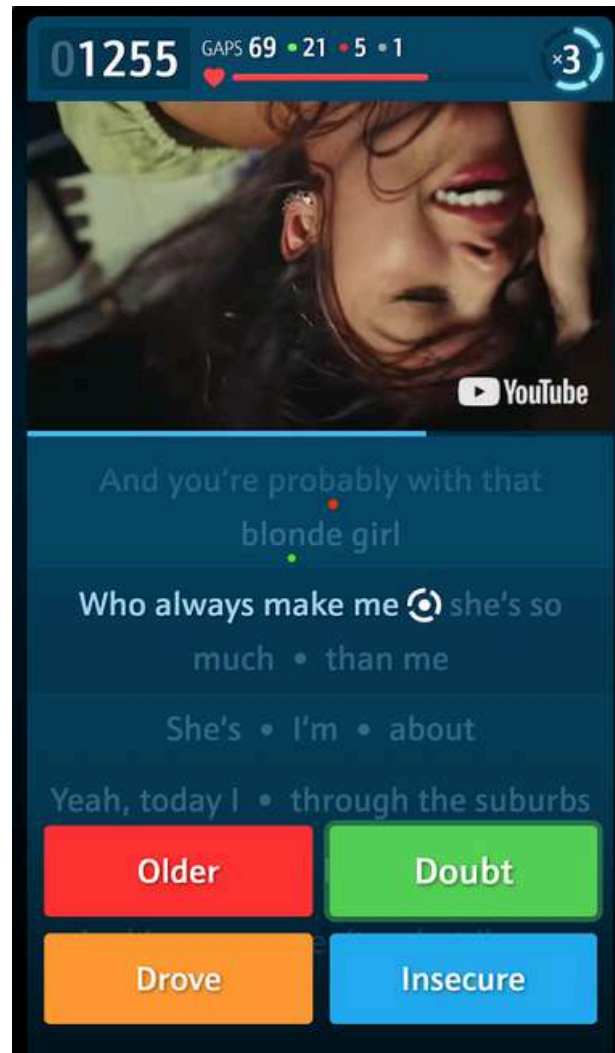 01255 GAPS 69 • 21 • 5 • 1 ×3
YouTube
And you're probably with that
blonde girl
Who always make me she's so
much • than me
She's • I'm • about
Yeah, today I • through the suburbs
Older Doubt
Drove Insecure